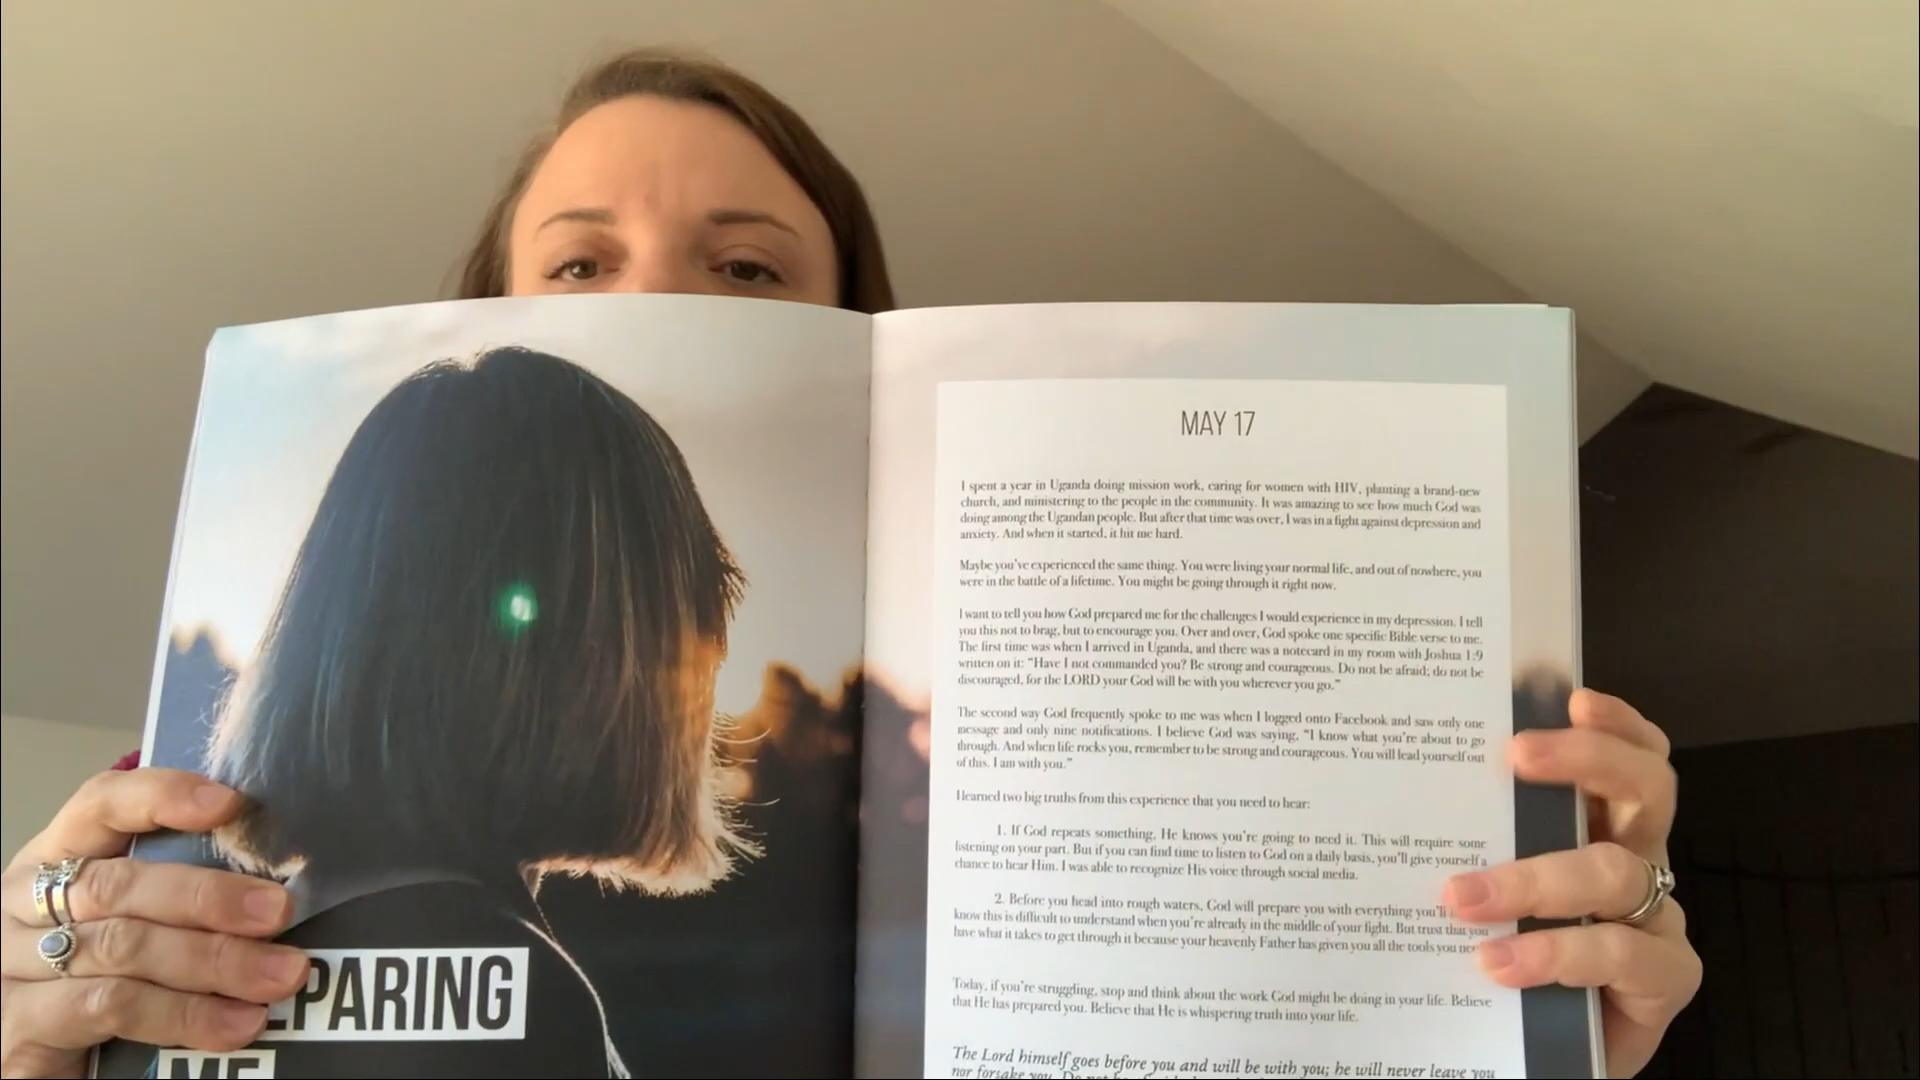 PARING
ME
MAY 17
I spent a year in Uganda doing mission work, caring for women with HIV, planting a brand-new
church, and ministering to the people in the community. It was amazing to see how much God was
doing among the Ugandan people. But after that time was over, I was in a fight against depression and
anxiety. And when it started, it hit me hard.
Maybe you've experienced the same thing. You were living your normal life, and out of nowhere, you
were in the battle of a lifetime. You might be going through it right now.
I want to tell you how God prepared me for the challenges I would experience in my depression. I tell
you this not to brag, but to encourage you. Over and over, God spoke one specific Bible verse to me.
The first time was when I arrived in Uganda, and there was a notecard in my room with Joshua 1:9
written on it: “Have I not commanded you? Be strong and courageous. Do not be afraid; do not be
discouraged, for the LORD your God will be with you wherever you go.”
The second way God frequently spoke to me was when I logged onto Facebook and saw only one
message and only nine notifications. I believe God was saying, “I know what you're about to go
through. And when life rocks you, remember to be strong and courageous. You will lead yourself out
of this. I am with you.”
I learned two big truths from this experience that you need to hear:
1. If God repeats something, He knows you're going to need it. This will require some
listening on your part. But if you can find time to listen to God on a daily basis, you'll give yourself a
chance to hear Him. I was able to recognize His voice through social media.
2. Before you head into rough waters, God will prepare you with everything you'll
know this is difficult to understand when you're already in the middle of your fight. But trust that you
have what it takes to get through it because your heavenly Father has given you all the tools you
Today, if you're struggling, stop and think about the work God might be doing in your life. Believe
that He has prepared you. Believe that He is whispering truth into your life.
The Lord himself goes before you and will be with you; he will never leave you
nor forsake you. Do not be